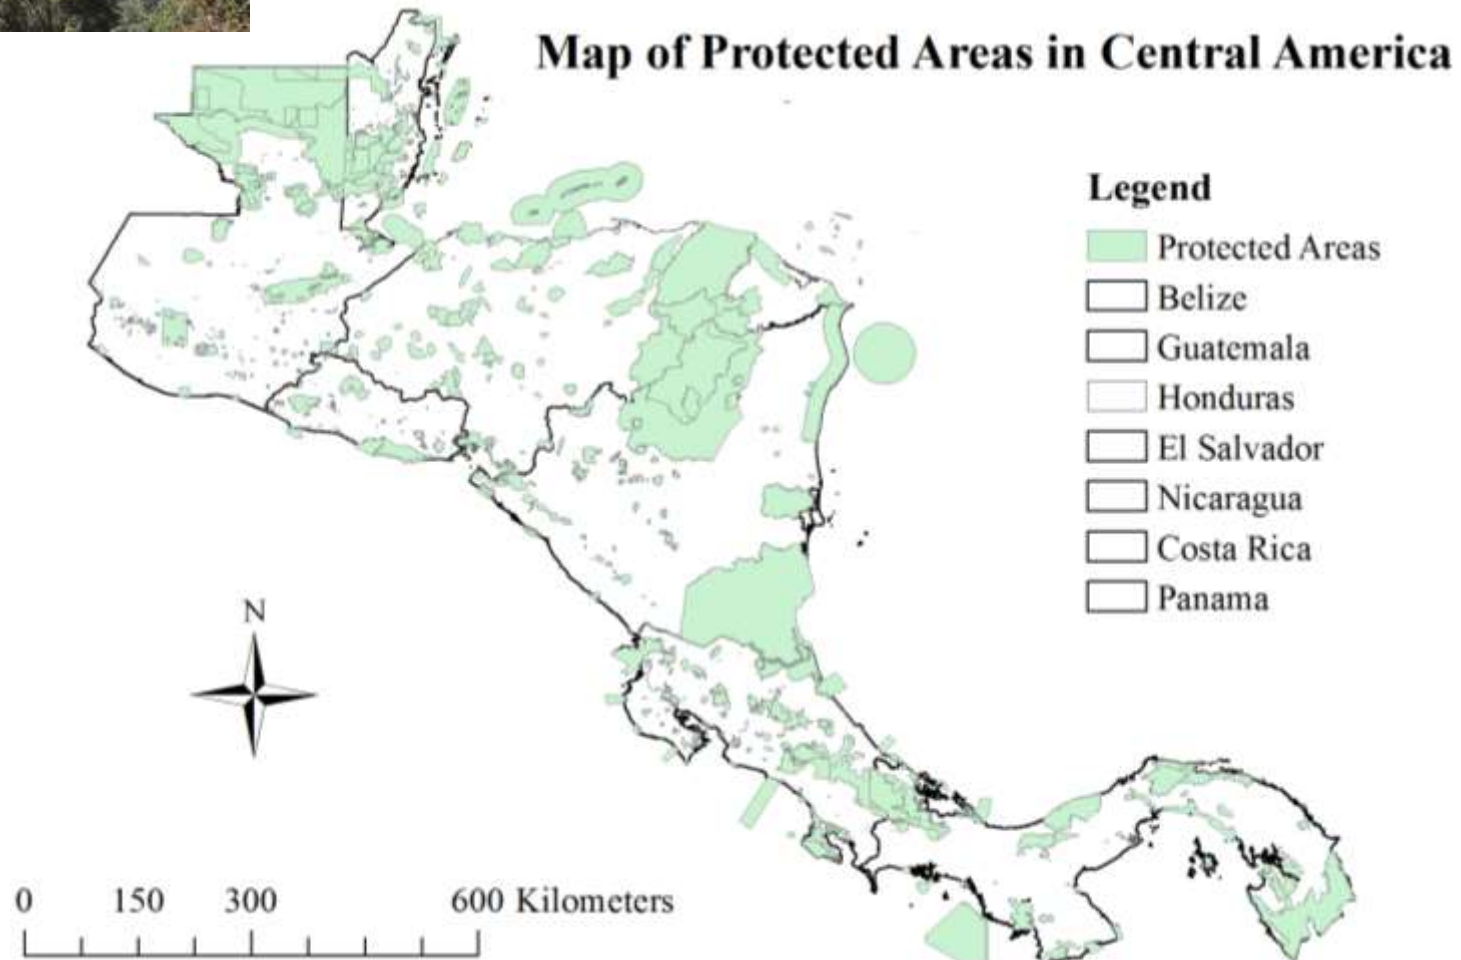 Map of Protected Areas in Central America
Legend
Protected Areas
Belize
Guatemala
Honduras
El Salvador
Nicaragua
Costa Rica
Panama
N
0 150 300 600 Kilometers